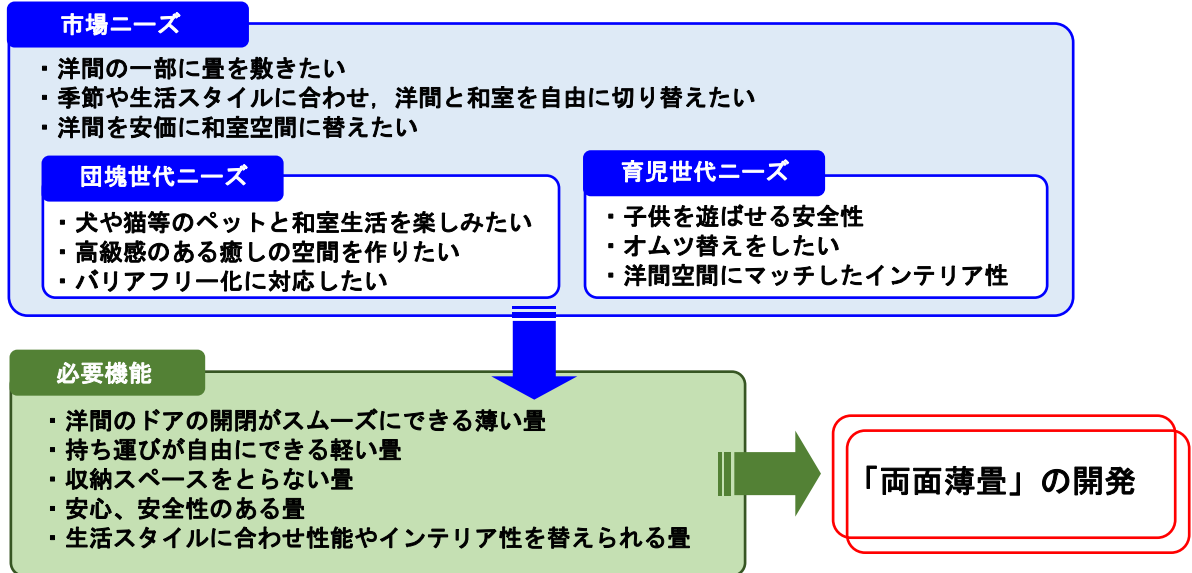 市場ニーズ
・洋間の一部に畳を敷きたい
・季節や生活スタイルに合わせ，洋間と和室を自由に切り替えたい
・洋間を安価に和室空間に替えたい
団塊世代ニーズ
・犬や猫等のペットと和室生活を楽しみたい
・高級感のある癒しの空間を作りたい
・バリアフリー化に対応したい
育児世代ニーズ
・子供を遊ばせる安全性
・オムツ替えをしたい
・洋間空間にマッチしたインテリア性
必要機能
・洋間のドアの開閉がスムーズにできる薄い畳
・持ち運びが自由にできる軽い畳
・収納スペースをとらない畳
・安心、安全性のある畳
・生活スタイルに合わせ性能やインテリア性を替えられる畳
「両面薄畳」の開発